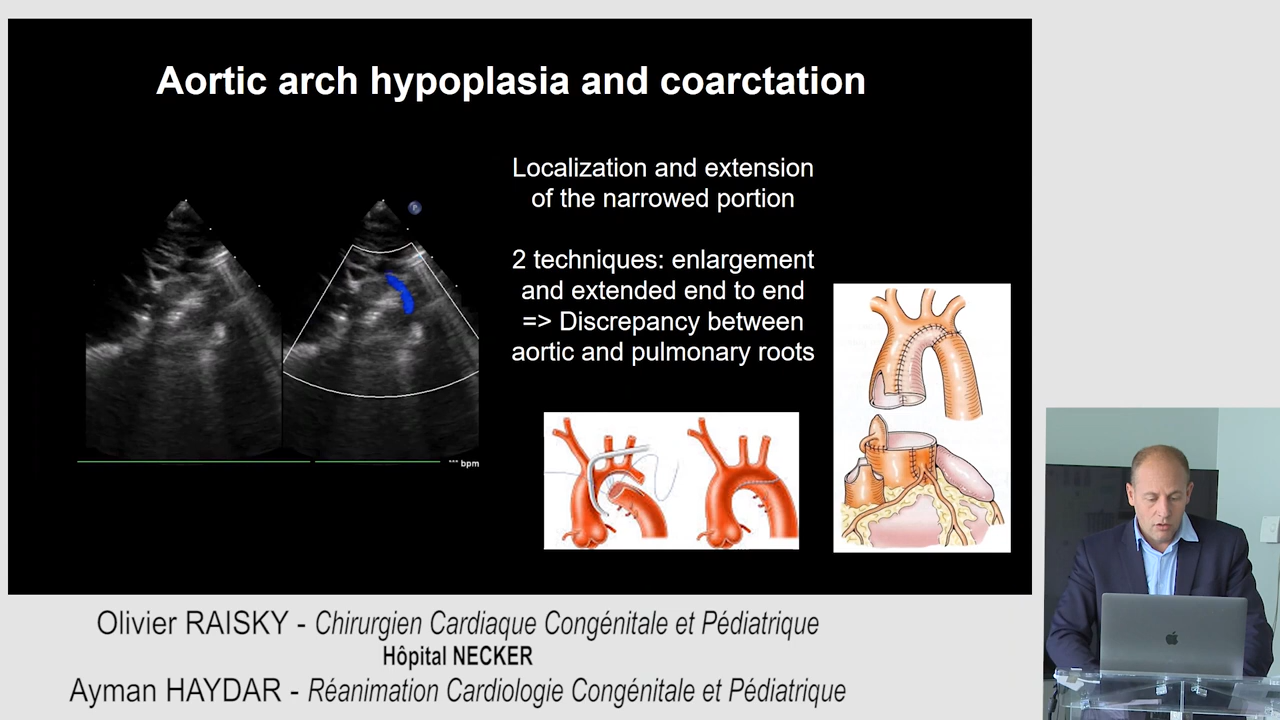 Aortic arch hypoplasia and coarctation
Localization and extension
of the narrowed portion
2 techniques: enlargement
and extended end to end
=> Discrepancy between
aortic and pulmonary roots
P
*** bpm
Olivier RAISKY - Chirurgien Cardiaque Congénitale et Pédiatrique
Hôpital NECKER
Ayman HAYDAR - Réanimation Cardiologie Congénitale et Pédiatrique